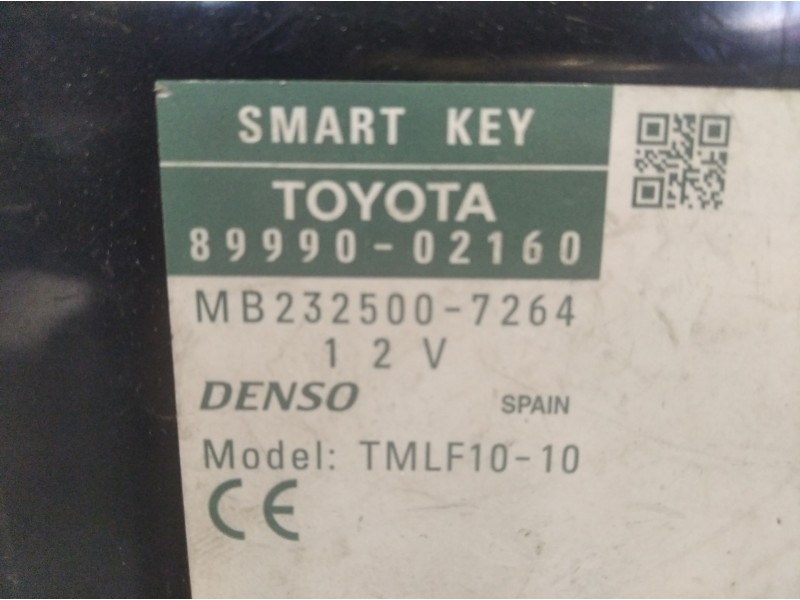 SMART KEY
TOYOTA
89990-02160
MB232500-7264
12V
DENSO SPAIN
Model: TMLF10-10
CE